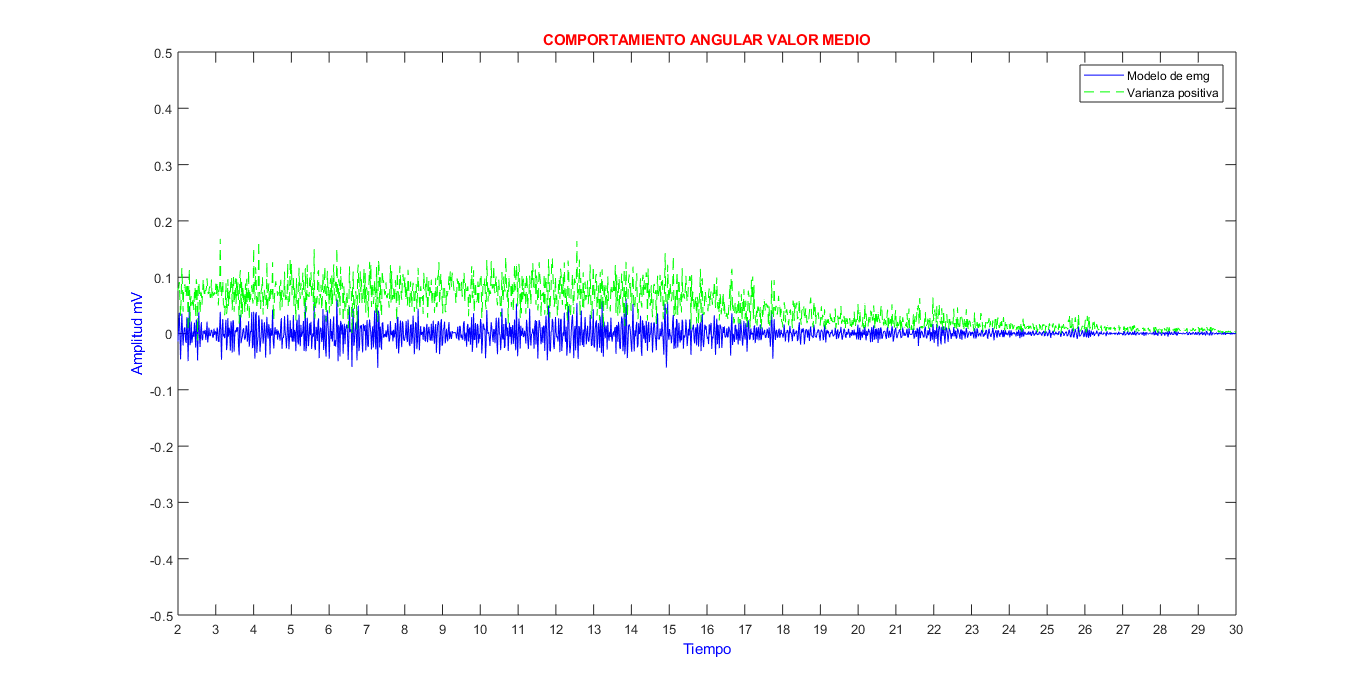 COMPORTAMIENTO ANGULAR VALOR MEDIO
Modelo de emg
Varianza positiva
Amplitud mV
0.5
0.4
0.3
0.2
0.1
0
-0.1
-0.2
-0.3
-0.4
-0.5
2 3 4 5 6 7 8 9 10 11 12 13 14 15 16 17 18 19 20 21 22 23 24 25 26 27 28 29 30
Tiempo